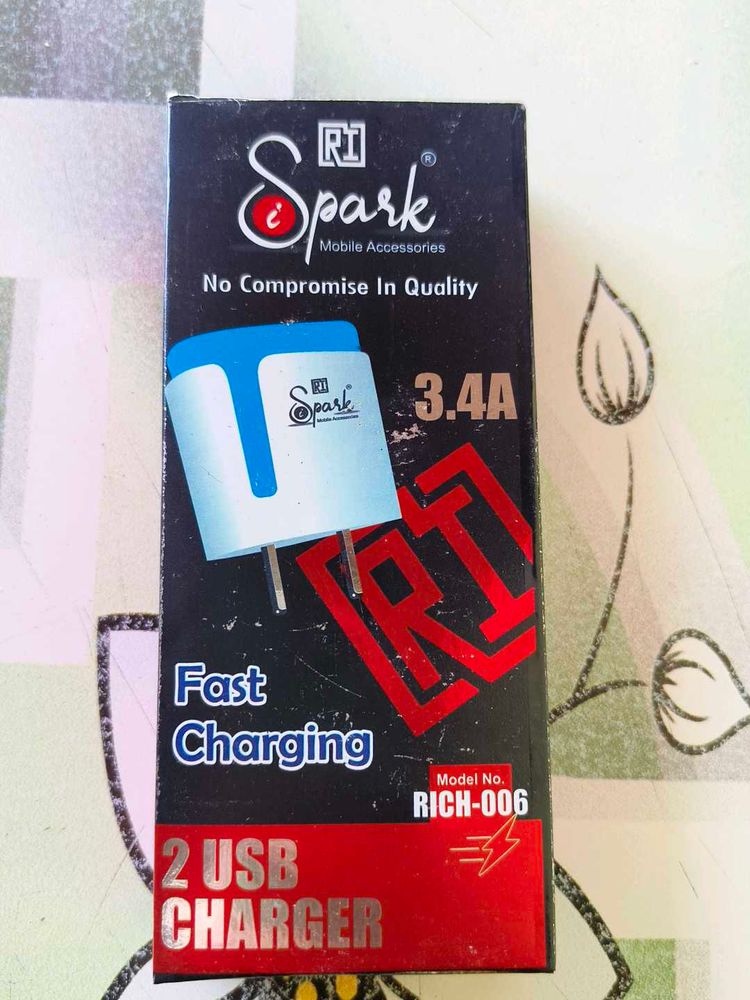 RI
iSpark®
Mobile Accessories
No Compromise In Quality
RI
iSpark®
Mobile Accessories
3.4A
RI
Fast
Charging
Model No.
RICH-006
2 USB
CHARGER